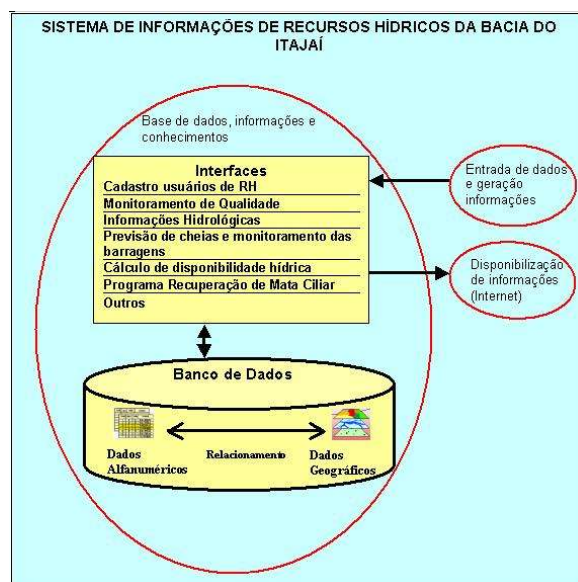 SISTEMA DE INFORMAÇÕES DE RECURSOS HÍDRICOS DA BACIA DO
ITAJAÍ
Base de dados, informações e
conhecimentos
Interfaces
Cadastro usuários de RH
Monitoramento de Qualidade
Informações Hidrológicas
Previsão de cheias e monitoramento das
barragens
Cálculo de disponibilidade hídrica
Programa Recuperação de Mata Ciliar
Outros
Entrada de dados
e geração
informações
Disponibilização
de informações
(Internet)
Banco de Dados
Dados
Alfanuméricos
Relacionamento
Dados
Geográficos